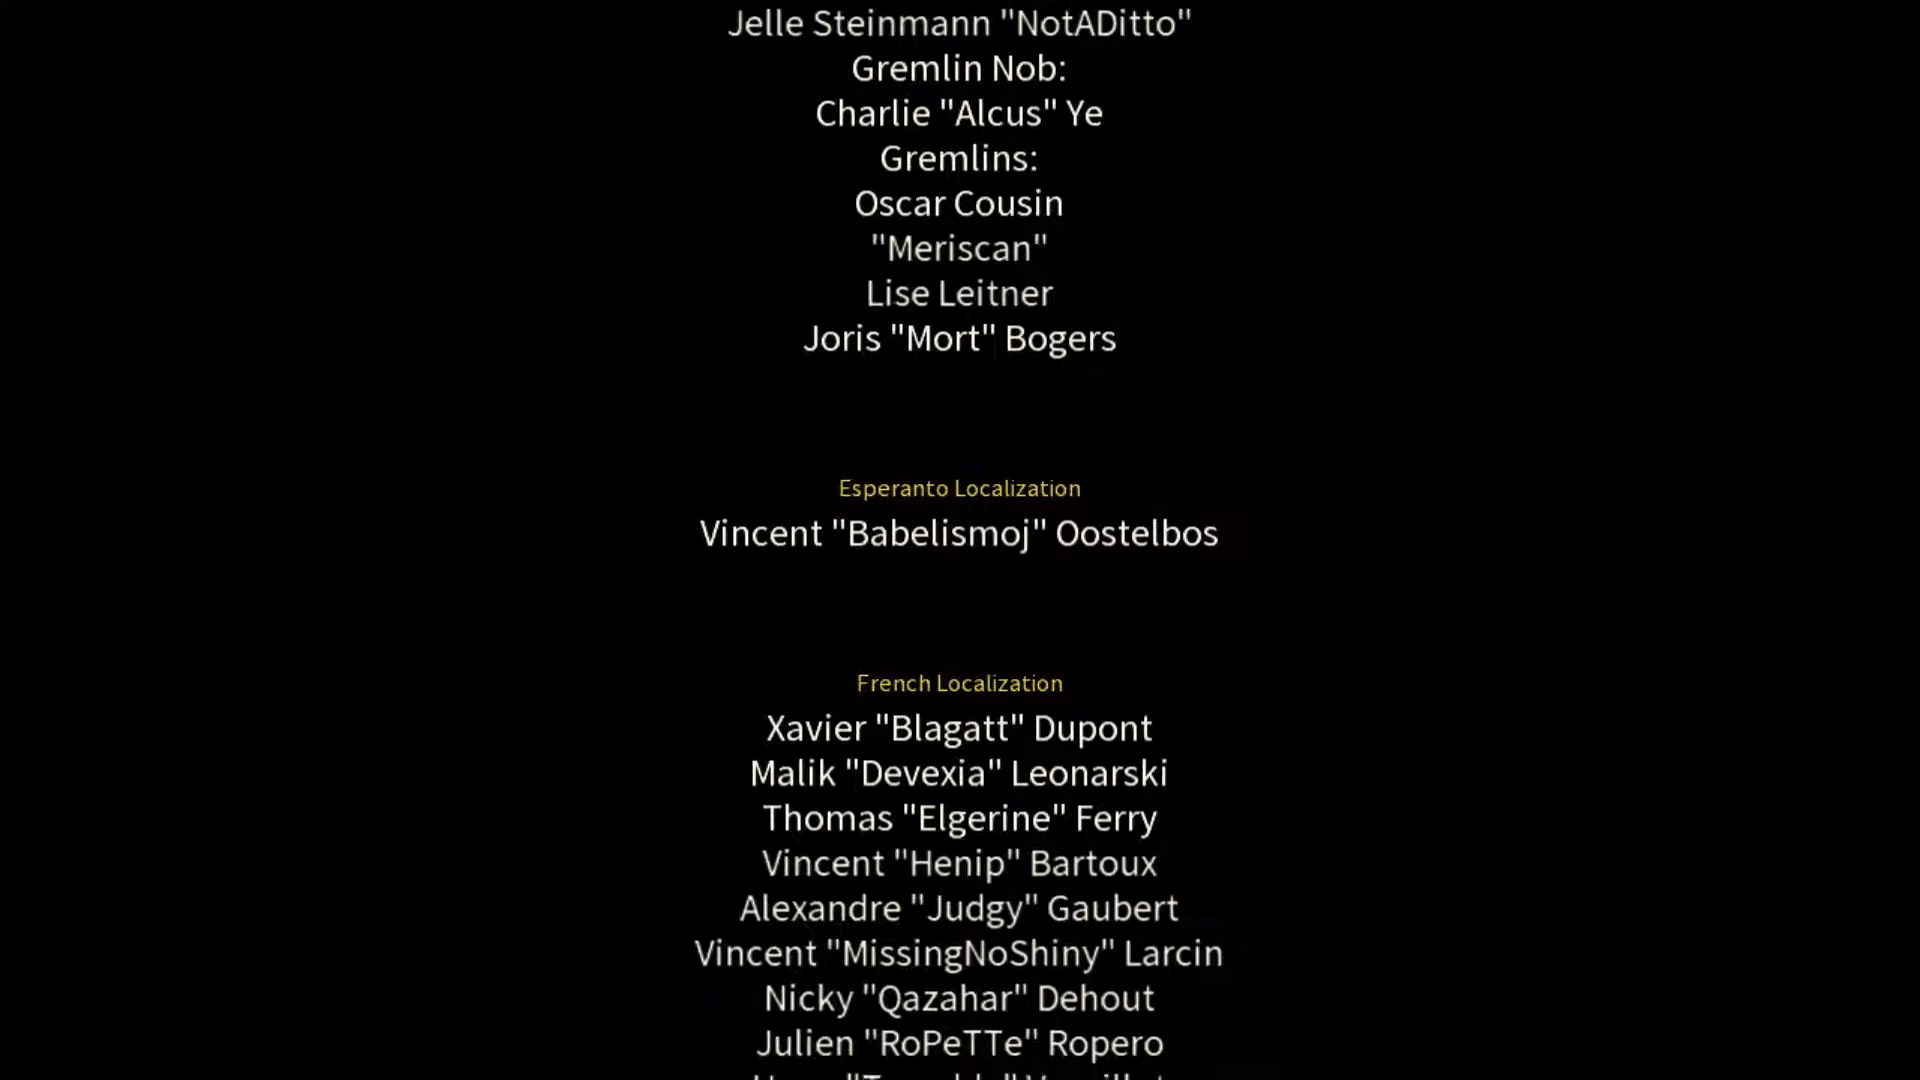 Jelle Steinmann "NotADitto"
Gremlin Nob:
Charlie "Alcus" Ye
Gremlins:
Oscar Cousin
"Meriscan"
Lise Leitner
Joris "Mort" Bogers
Esperanto Localization
Vincent "Babelismoj" Oostelbos
French Localization
Xavier "Blagatt" Dupont
Malik "Devexia" Leonarski
Thomas "Elgerine" Ferry
Vincent "Henip" Bartoux
Alexandre "Judgy" Gaubert
Vincent "MissingNoShiny" Larcin
Nicky "Qazahar" Dehout
Julien "RoPeTTe" Ropero